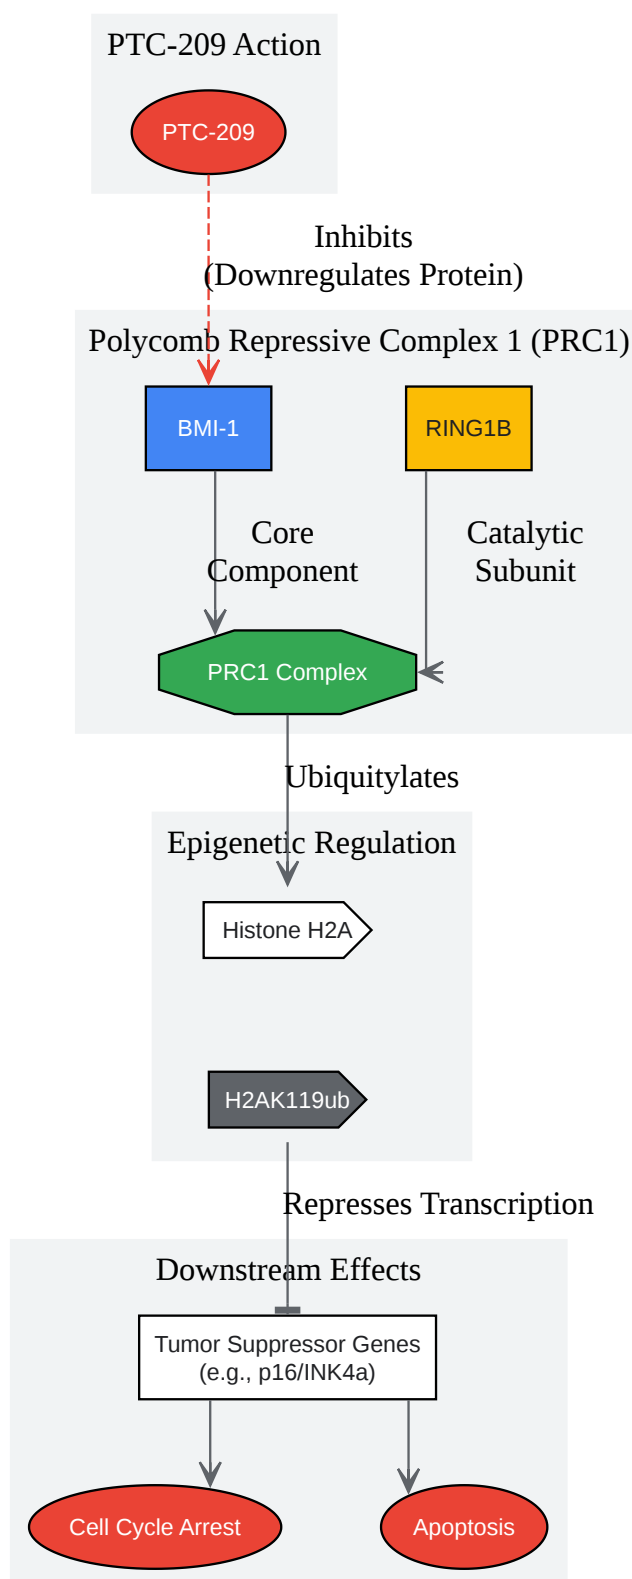 PTC-209 Action
PTC-209
Inhibits
(Downregulates Protein)
Polycomb Repressive Complex 1 (PRC1)
BMI-1
RING1B
Core
Component
Catalytic
Subunit
PRC1 Complex
Ubiquitylates
Epigenetic Regulation
Histone H2A
H2AK119ub
Represses Transcription
Downstream Effects
Tumor Suppressor Genes
(e.g., p16/INK4a)
Cell Cycle Arrest
Apoptosis